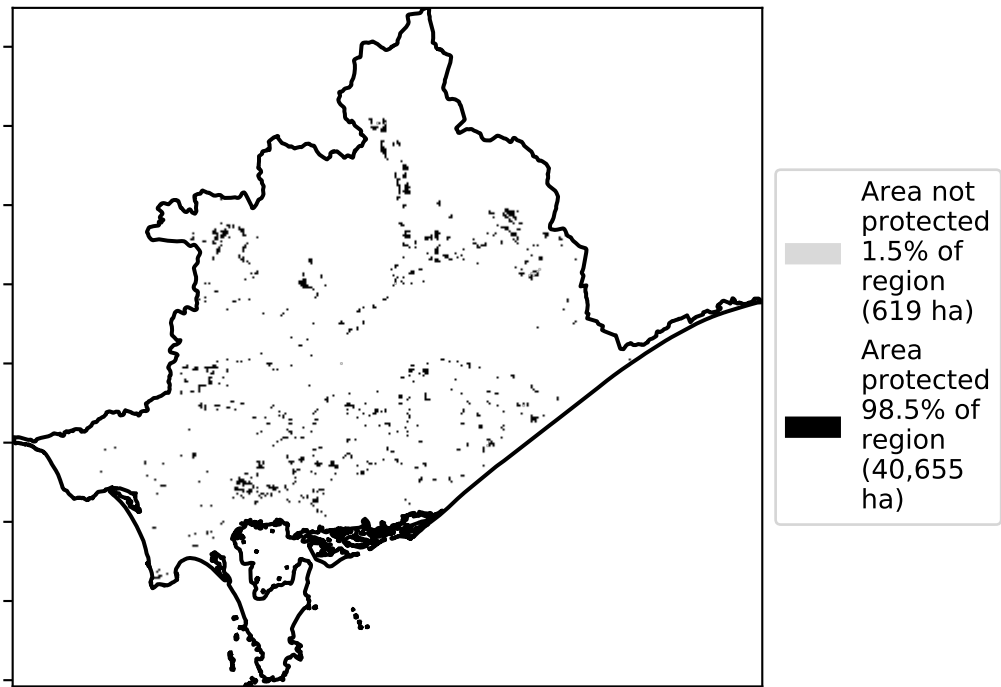 Area not
protected
1.5% of
region
(619 ha)
Area
protected
98.5% of
region
(40,655
ha)